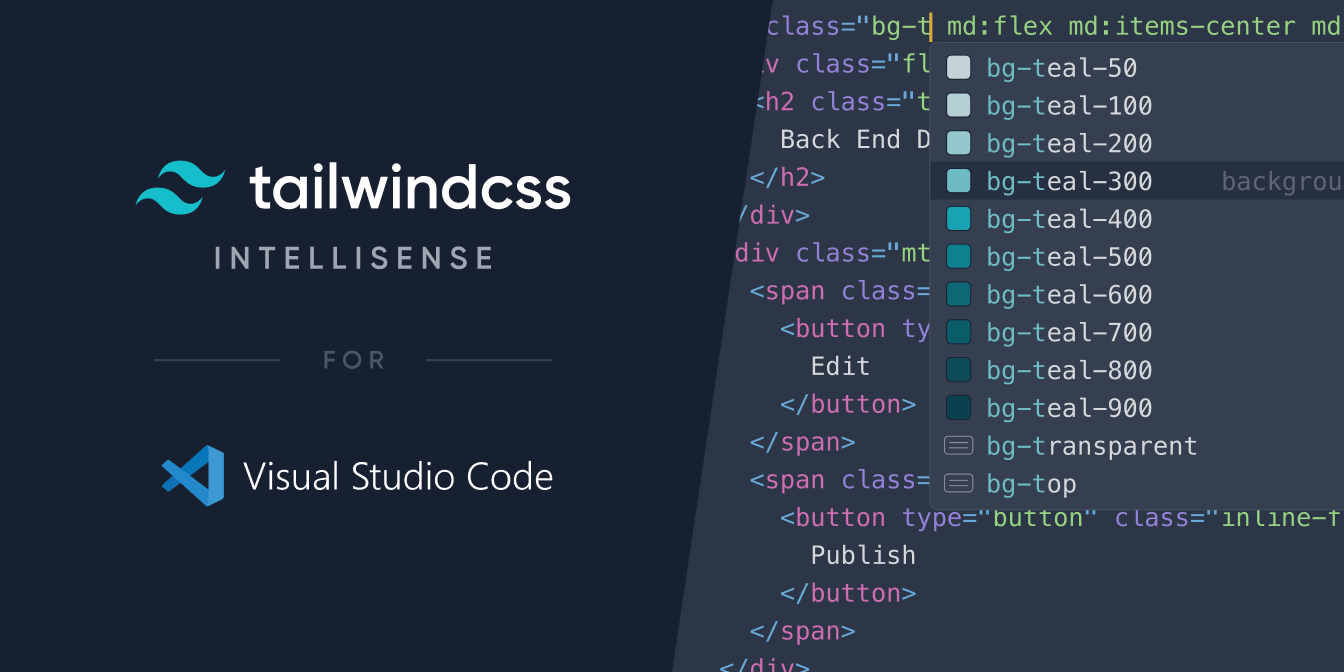 tailwindcss
INTELLISENSE
FOR
Visual Studio Code
class="bg-t md:flex md:items-center md
v class="fl
<h2 class="t
Back End D
</h2>
/div>
div class="mt
<span class=
<button ty
Edit
</button>
</span>
<span class=
<button type="button" class="inline-f
Publish
</button>
</span>
</div>
bg-teal-50
bg-teal-100
bg-teal-200
bg-teal-300 backgrou
bg-teal-400
bg-teal-500
bg-teal-600
bg-teal-700
bg-teal-800
bg-teal-900
bg-transparent
bg-top